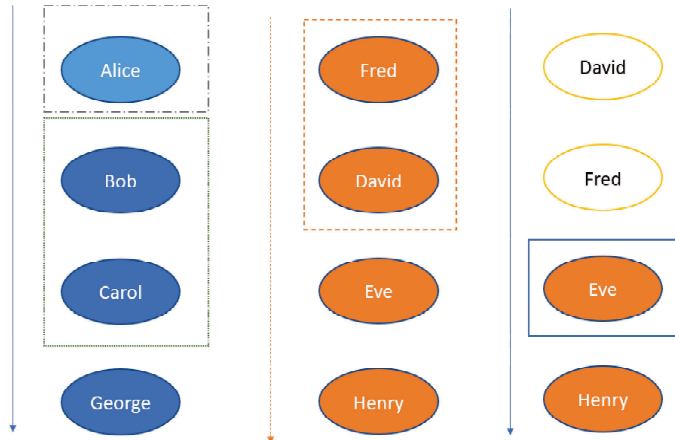 Alice
Bob
Carol
George
Fred
David
Eve
Henry
David
Fred
Eve
Henry